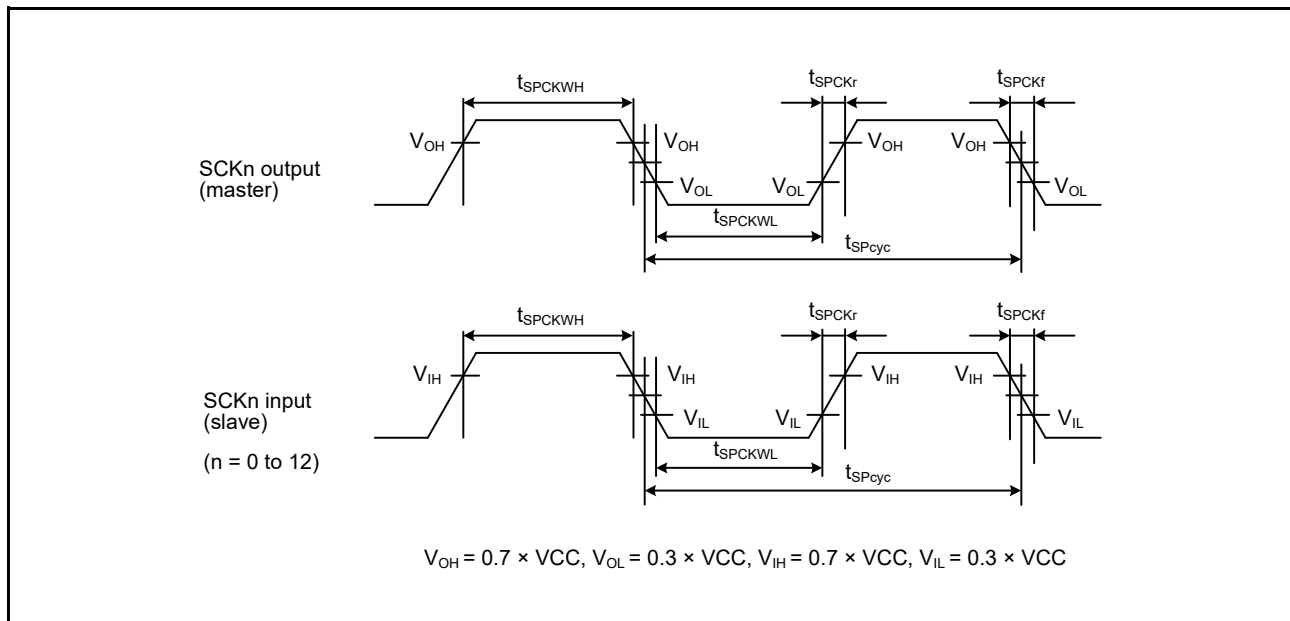 tSPCKWH
tSPCKr
tSPCKf
VOH
VOH
VOH
VOH
SCKn output
(master)
VOL
VOL
VOL
tSPCKWL
tSPcyc
tSPCKWH
tSPCKr
tSPCKf
VIH
VIH
VIH
VIH
SCKn input
(slave)
VIL
VIL
VIL
(n = 0 to 12)
tSPCKWL
tSPcyc
VOH = 0.7 × VCC, VOL = 0.3 × VCC, VIH = 0.7 × VCC, VIL = 0.3 × VCC